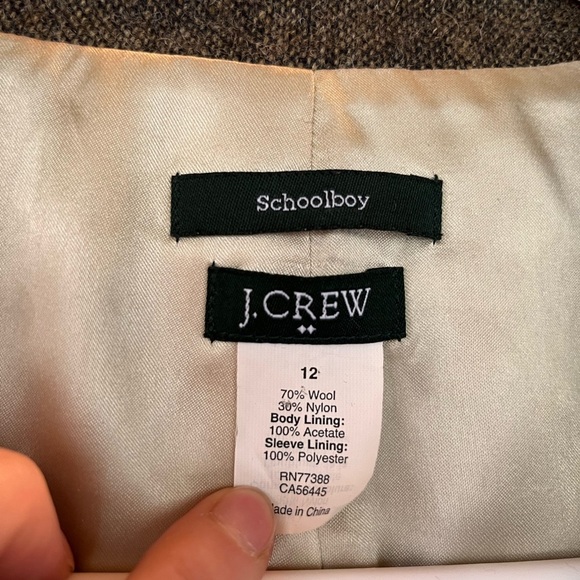 Schoolboy
J.CREW
12
70% Wool
30% Nylon
Body Lining:
100% Acetate
Sleeve Lining:
100% Polyester
RN77388
CA56445
ade in China